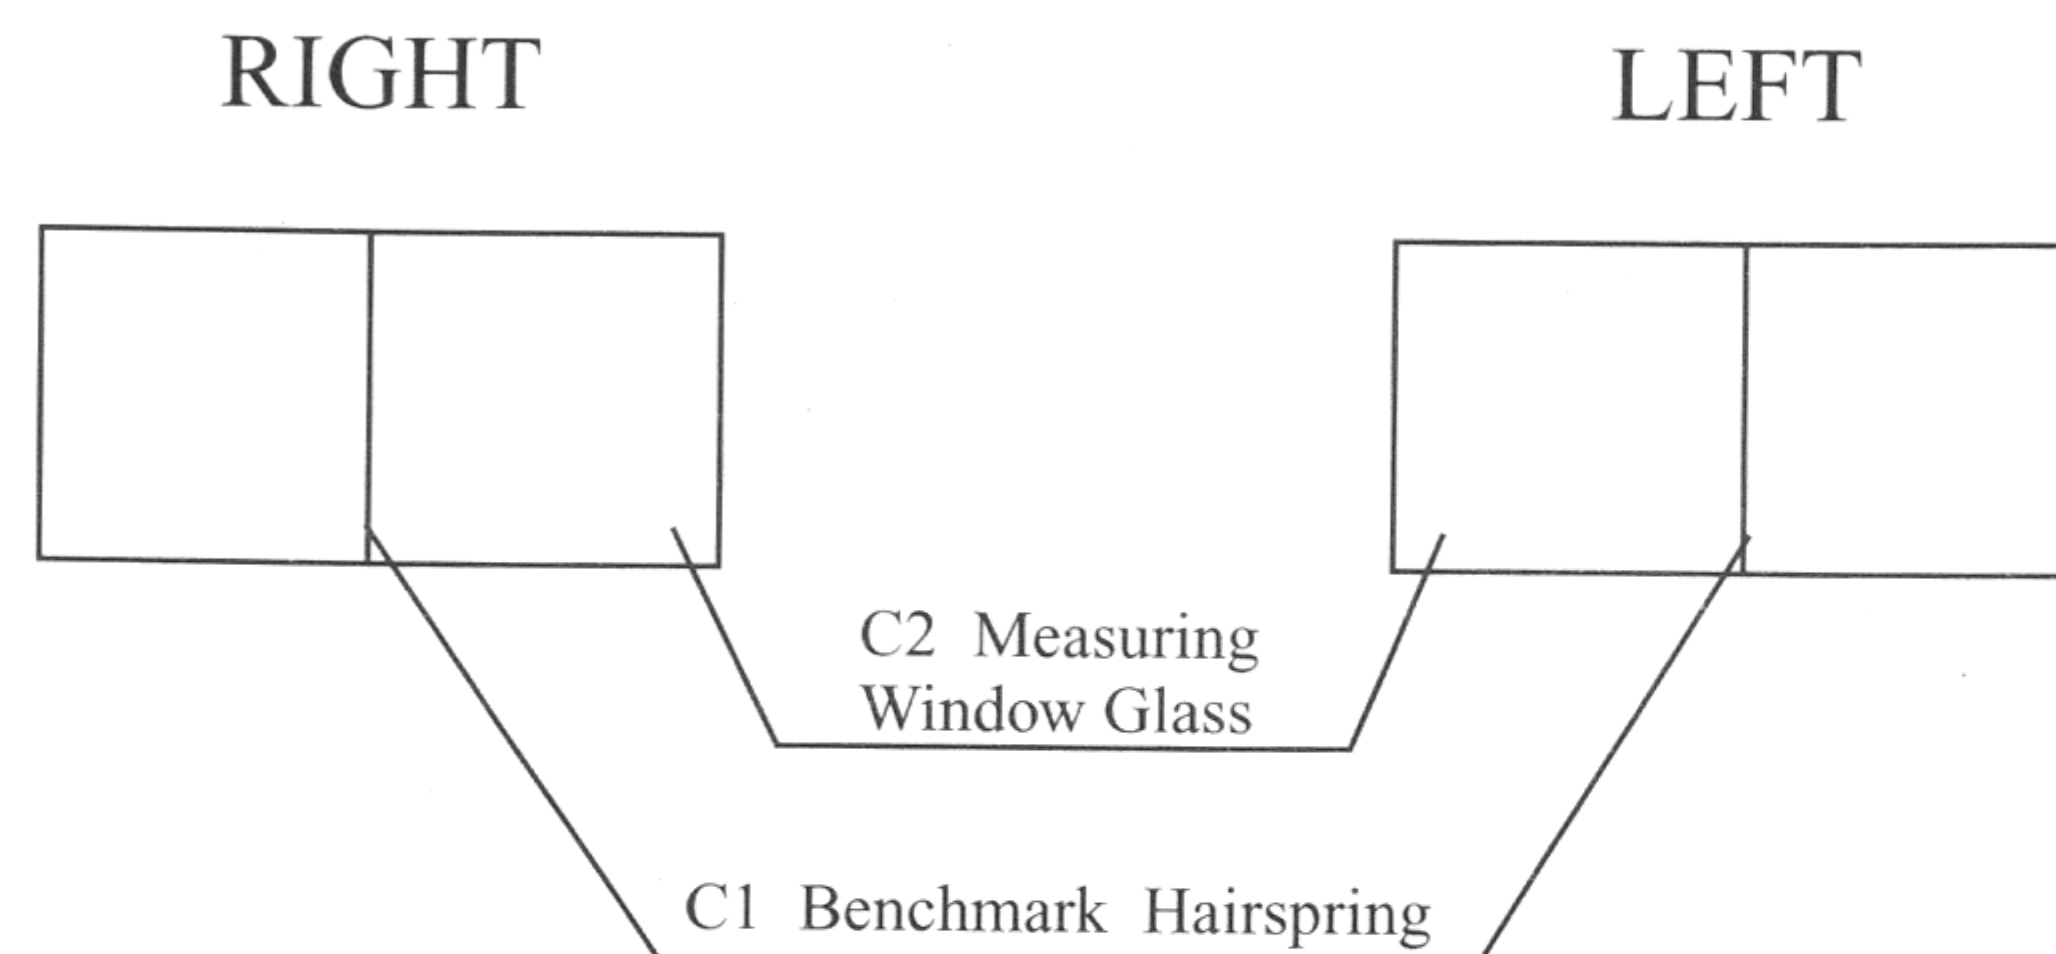 RIGHT
LEFT
C2 Measuring
Window Glass
C1 Benchmark Hairspring